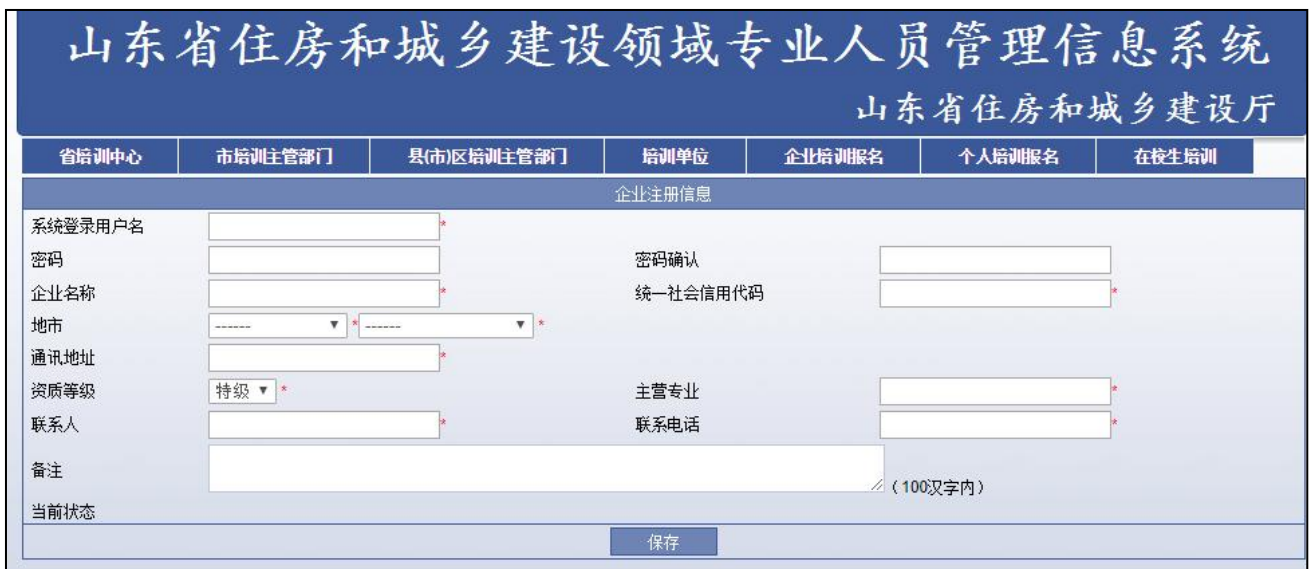 山东省住房和城乡建设领域专业人员管理信息系统
山东省住房和城乡建设厅
省培训中心 市培训主管部门 县(市)区培训主管部门 培训单位 企业培训报名 个人培训报名 在校生培训
企业注册信息
系统登录用户名 *
密码 密码确认
企业名称 * 统一社会信用代码 *
地市 ------ * ------ *
通讯地址 *
资质等级 特级 * 主营专业 *
联系人 * 联系电话 *
备注 (100汉字内)
当前状态
保存